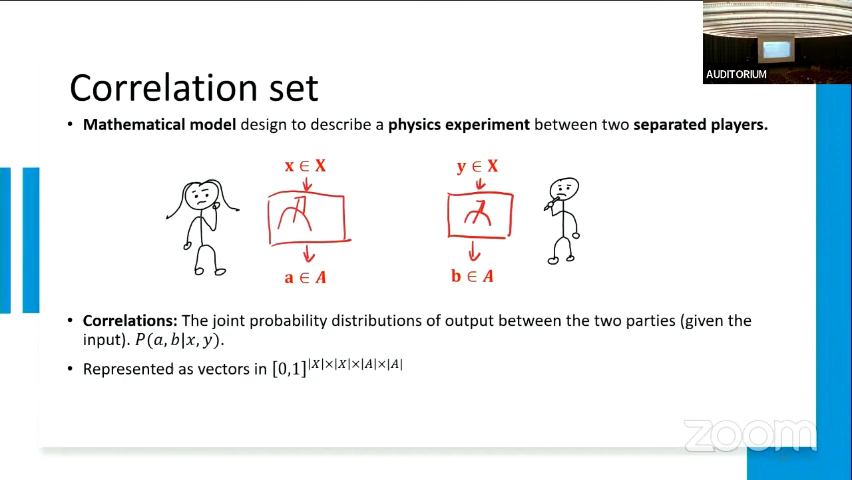 AUDITORIUM
Correlation set
• Mathematical model design to describe a physics experiment between two separated players.
x ∈ X
y ∈ X
a ∈ A
b ∈ A
• Correlations: The joint probability distributions of output between the two parties (given the
input). P(a, b|x, y).
• Represented as vectors in [0,1]^|X|×|X|×|A|×|A|
zoom